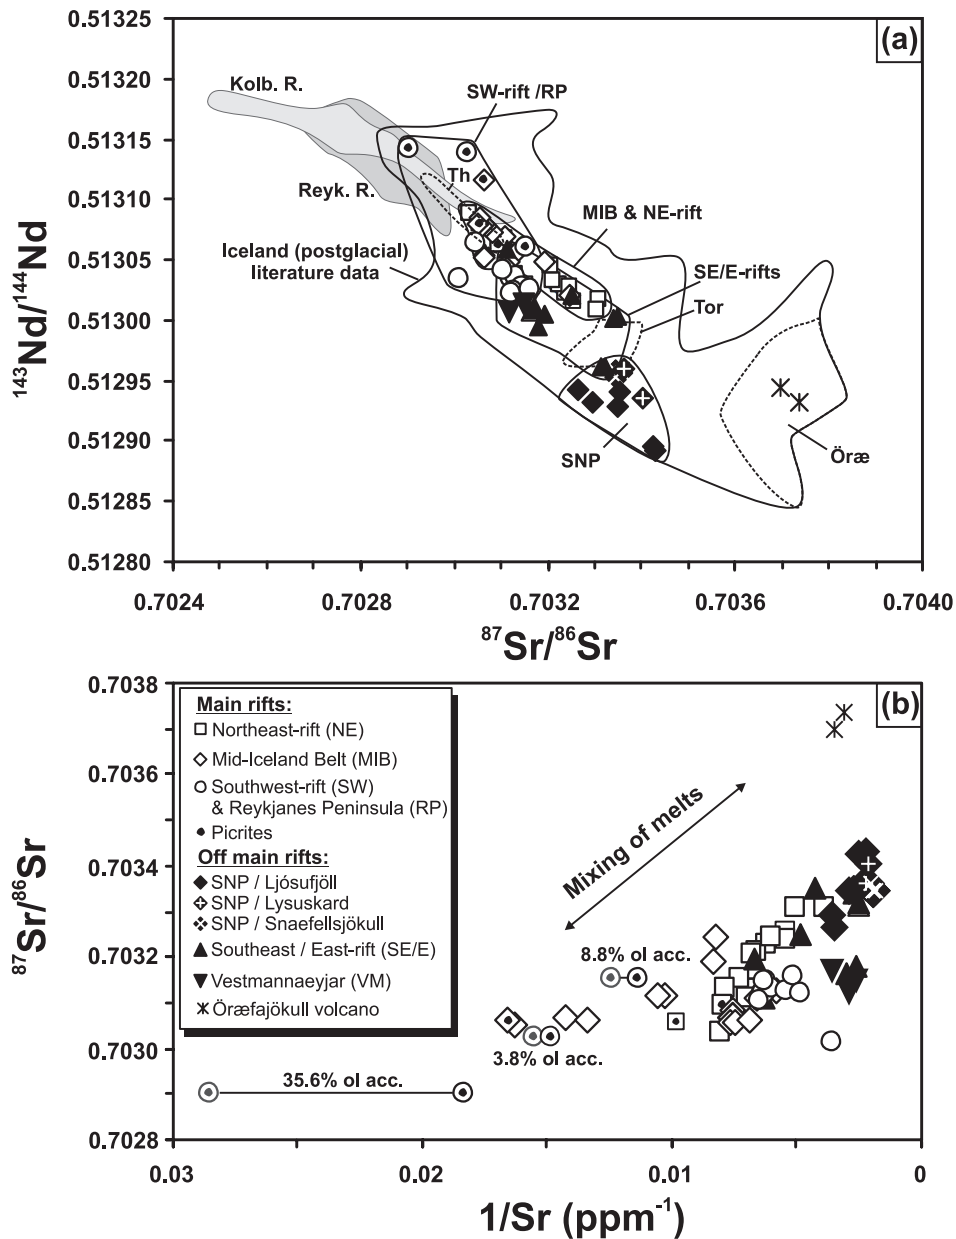 (a)
0.51325
0.51320
0.51315
0.51310
0.51305
0.51300
0.51295
0.51290
0.51285
0.51280
¹⁴³Nd/¹⁴⁴Nd
Kolb. R.
SW-rift /RP
Th
Reyk. R.
MIB & NE-rift
Iceland (postglacial)
literature data
SE/E-rifts
Tor
SNP
Öræ
0.7024
0.7028
0.7032
0.7036
0.7040
⁸⁷Sr/⁸⁶Sr
(b)
0.7038
0.7036
0.7034
0.7032
0.7030
0.7028
⁸⁷Sr/⁸⁶Sr
Main rifts:
Northeast-rift (NE)
Mid-Iceland Belt (MIB)
Southwest-rift (SW)
& Reykjanes Peninsula (RP)
Picrites
Off main rifts:
SNP / Ljósufjöll
SNP / Lysuskard
SNP / Snaefellsjökull
Southeast / East-rift (SE/E)
Vestmannaeyjar (VM)
Öræfajökull volcano
Mixing of melts
8.8% ol acc.
3.8% ol acc.
35.6% ol acc.
0.03
0.02
0.01
0
1/Sr (ppm⁻¹)